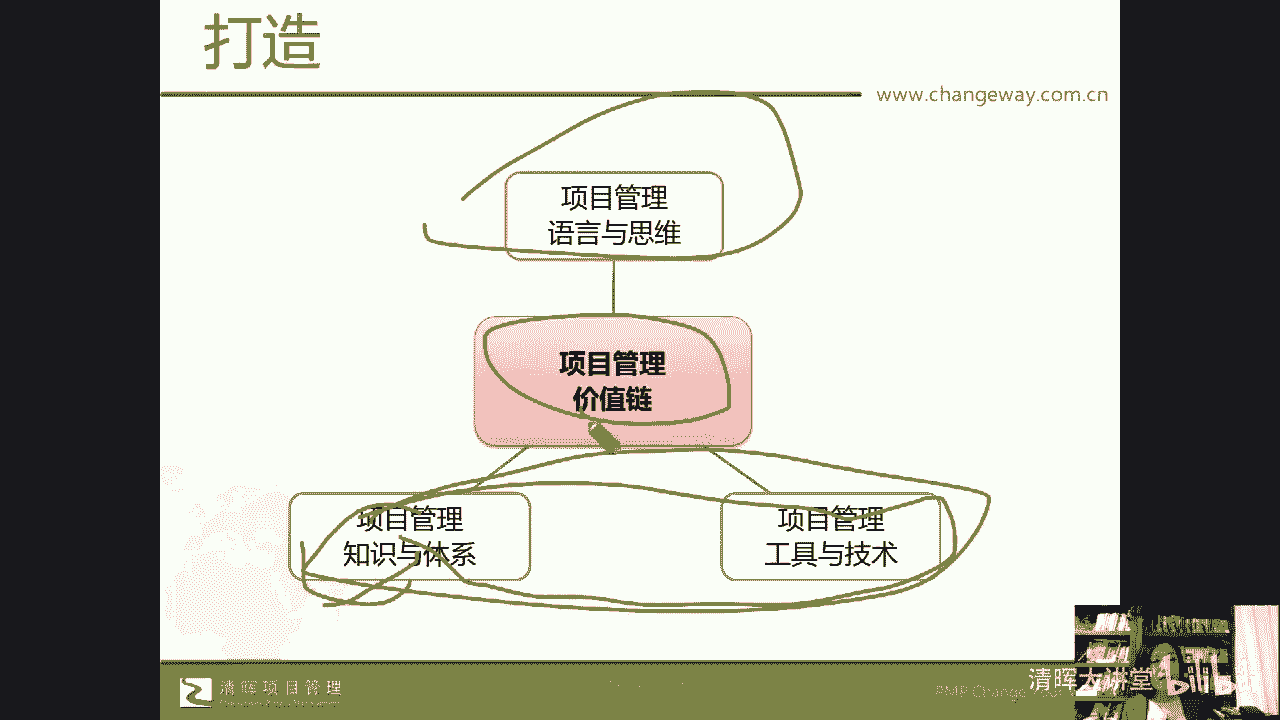 打造
www.changeway.com.cn
项目管理
语言与思维
项目管理
价值链
项目管理
知识与体系
项目管理
工具与技术
清晖项目管理
PMP Change
清晖大讲堂
bilibili